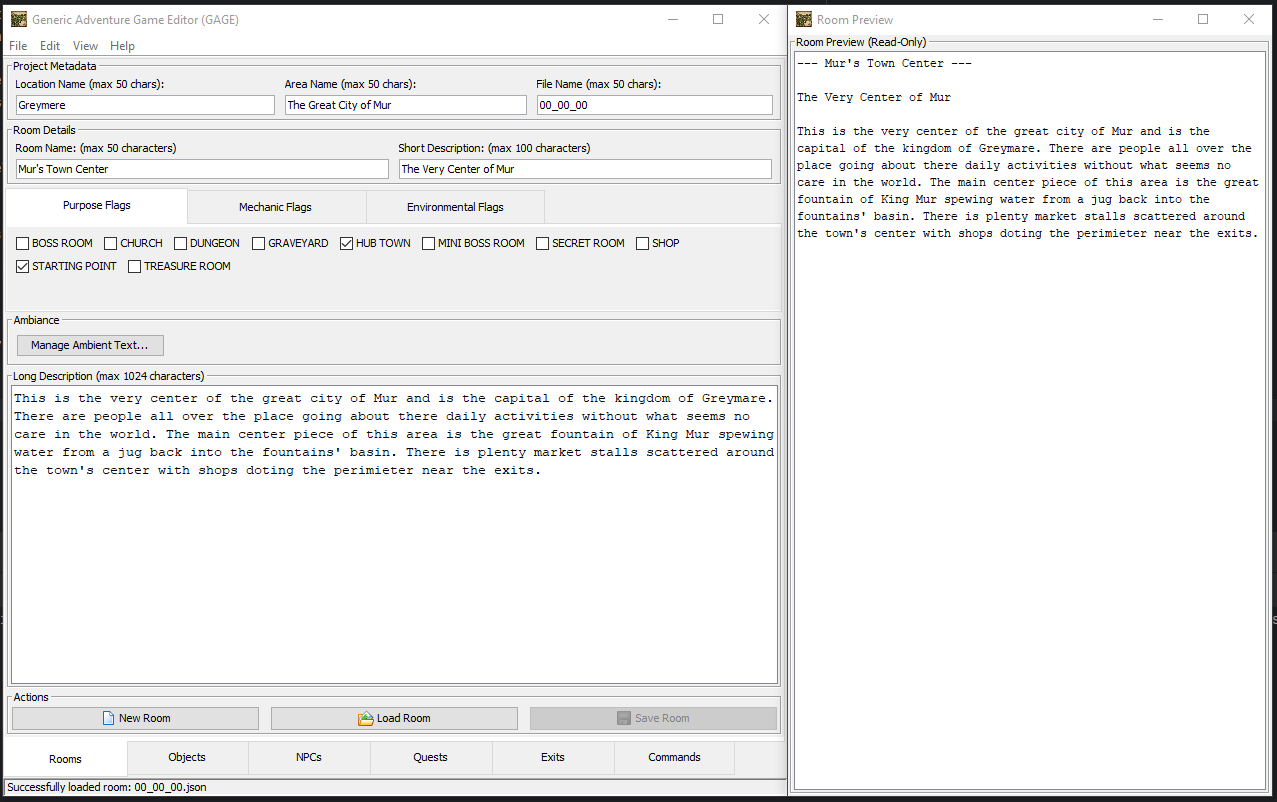 Generic Adventure Game Editor (GAGE)
File Edit View Help
Project Metadata
Location Name (max 50 chars): Area Name (max 50 chars): File Name (max 50 chars):
Greymere The Great City of Mur 00_00_00
Room Details
Room Name: (max 50 characters) Short Description: (max 100 characters)
Mur's Town Center The Very Center of Mur
Purpose Flags Mechanic Flags Environmental Flags
BOSS ROOM CHURCH DUNGEON GRAVEYARD HUB TOWN MINI BOSS ROOM SECRET ROOM SHOP
STARTING POINT TREASURE ROOM
Ambiance
Manage Ambient Text...
Long Description (max 1024 characters)
This is the very center of the great city of Mur and is the capital of the kingdom of Greymare.
There are people all over the place going about there daily activities without what seems no
care in the world. The main center piece of this area is the great fountain of King Mur spewing
water from a jug back into the fountains' basin. There is plenty market stalls scattered around
the town's center with shops doting the perimieter near the exits.
Actions
New Room Load Room Save Room
Rooms Objects NPCs Quests Exits Commands
Successfully loaded room: 00_00_00.json
Room Preview
Room Preview (Read-Only)
--- Mur's Town Center ---
The Very Center of Mur
This is the very center of the great city of Mur and is the
capital of the kingdom of Greymare. There are people all over the
place going about there daily activities without what seems no
care in the world. The main center piece of this area is the great
fountain of King Mur spewing water from a jug back into the
fountains' basin. There is plenty market stalls scattered around
the town's center with shops doting the perimieter near the exits.